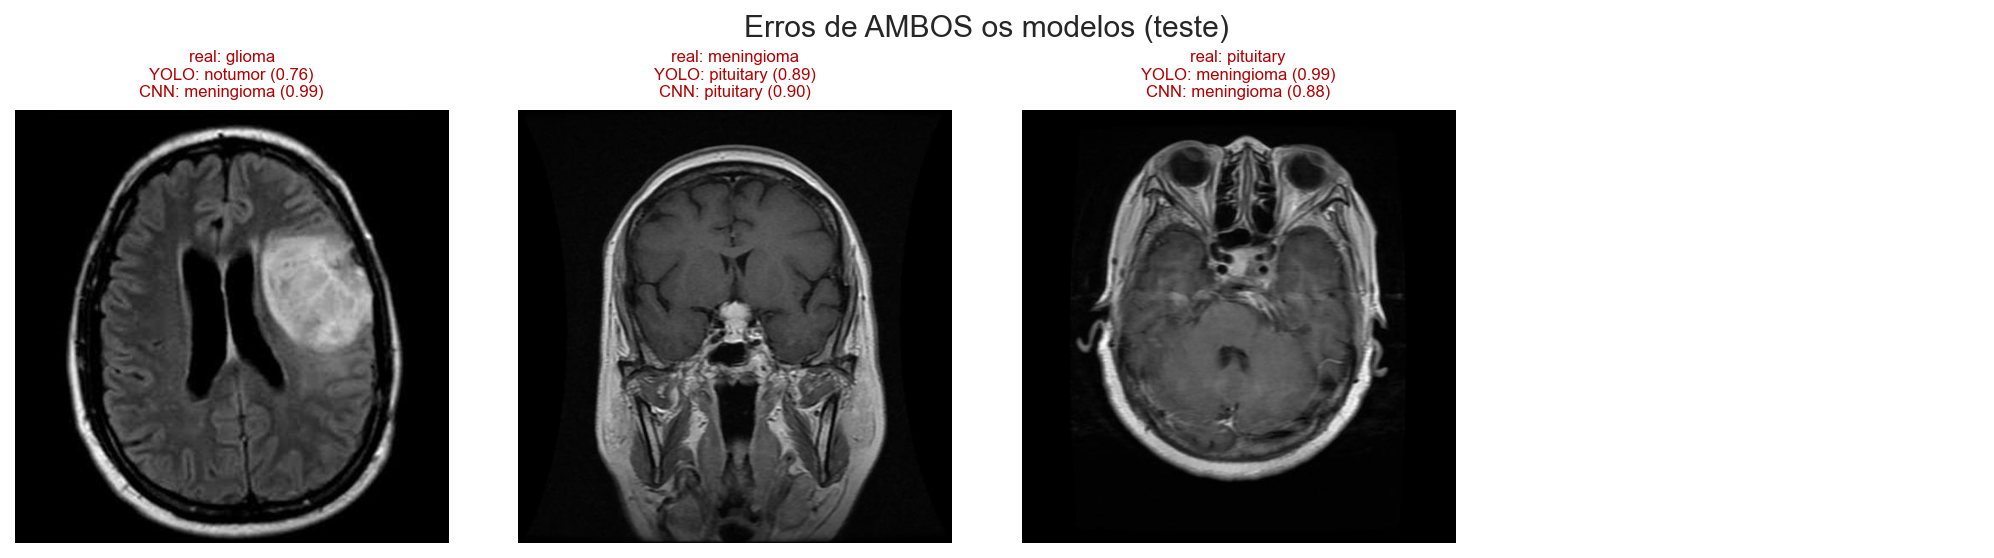 Erros de AMBOS os modelos (teste)
real: glioma
YOLO: notumor (0.76)
CNN: meningioma (0.99)
real: meningioma
YOLO: pituitary (0.89)
CNN: pituitary (0.90)
real: pituitary
YOLO: meningioma (0.99)
CNN: meningioma (0.88)